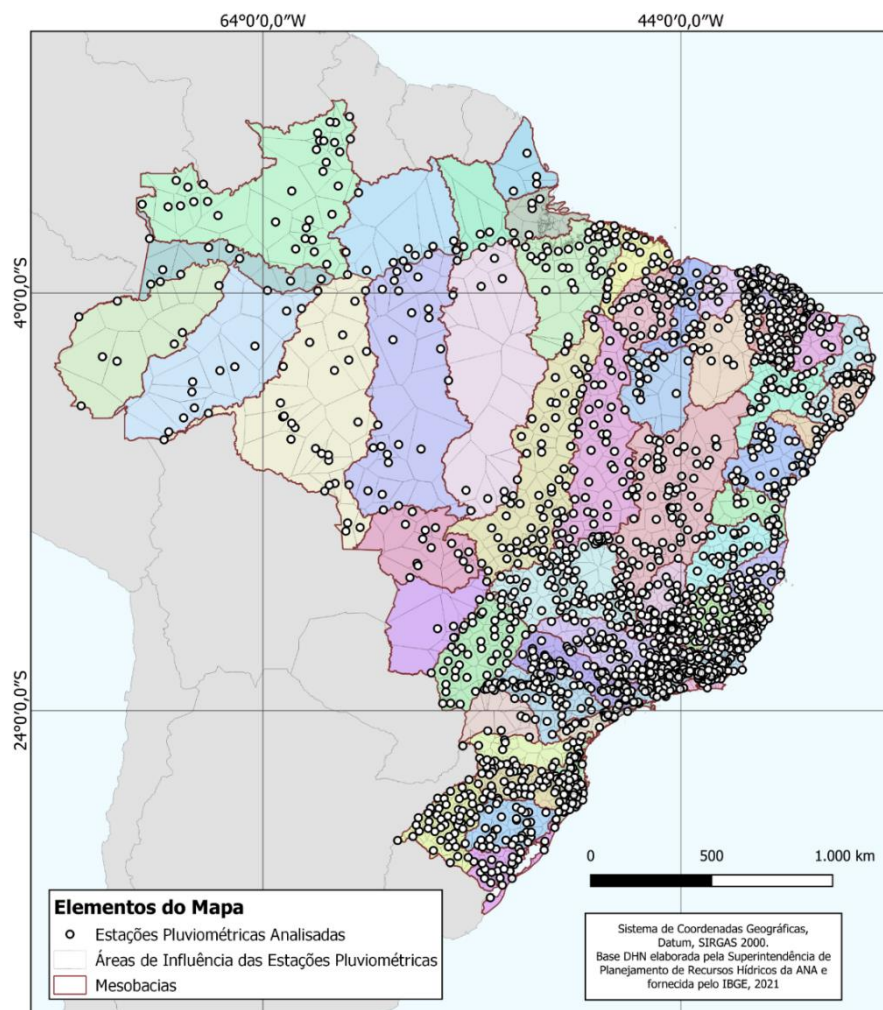 64°0'0,0"W 44°0'0,0"W
4°0'0,0"S
24°0'0,0"S
0 500 1.000 km
Elementos do Mapa
Estações Pluviométricas Analisadas
Áreas de Influência das Estações Pluviométricas
Mesobacias
Sistema de Coordenadas Geográficas,
Datum, SIRGAS 2000.
Base DHN elaborada pela Superintendência de
Planejamento de Recursos Hídricos da ANA e
fornecida pelo IBGE, 2021